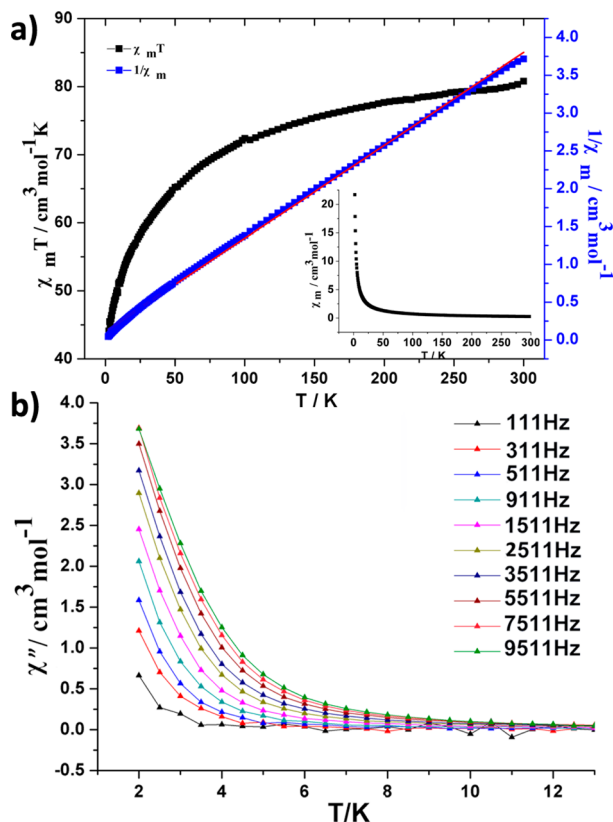 a)
χ mT
1/χ m
χ mT / cm³mol⁻¹K
90
80
70
60
50
40
4.0
3.5
3.0
2.5
2.0
1.5
1.0
0.5
0.0
1/χ m / cm³mol⁻¹
χ m / cm³mol⁻¹
20
15
10
5
0
0 50 100 150 200 250 300
T / K
0 50 100 150 200 250 300
T / K
b)
χ″/ cm³mol⁻¹
4.0
3.5
3.0
2.5
2.0
1.5
1.0
0.5
0.0
-0.5
111Hz
311Hz
511Hz
911Hz
1511Hz
2511Hz
3511Hz
5511Hz
7511Hz
9511Hz
2 4 6 8 10 12
T/K